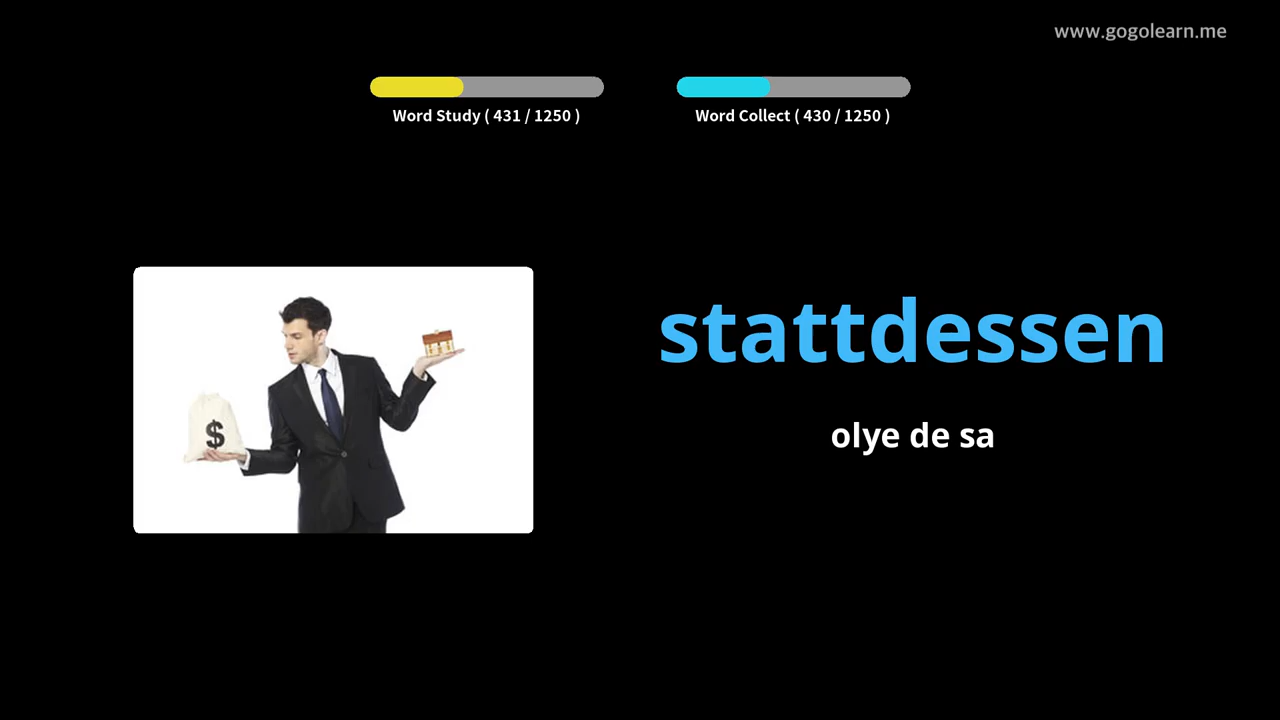 www.gogolearn.me
Word Study ( 431 / 1250 )
Word Collect ( 430 / 1250 )
$
stattdessen
olye de sa